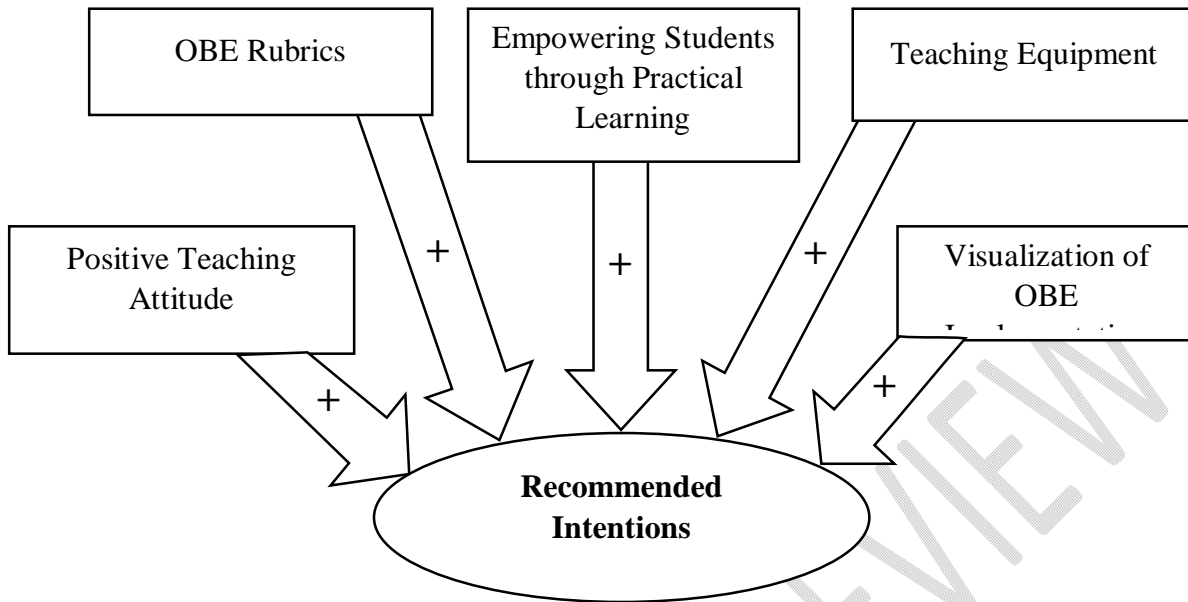 OBE Rubrics
Empowering Students
through Practical
Learning
Teaching Equipment
Positive Teaching
Attitude
Visualization of
OBE
+
+
+
+
+
Recommended
Intentions